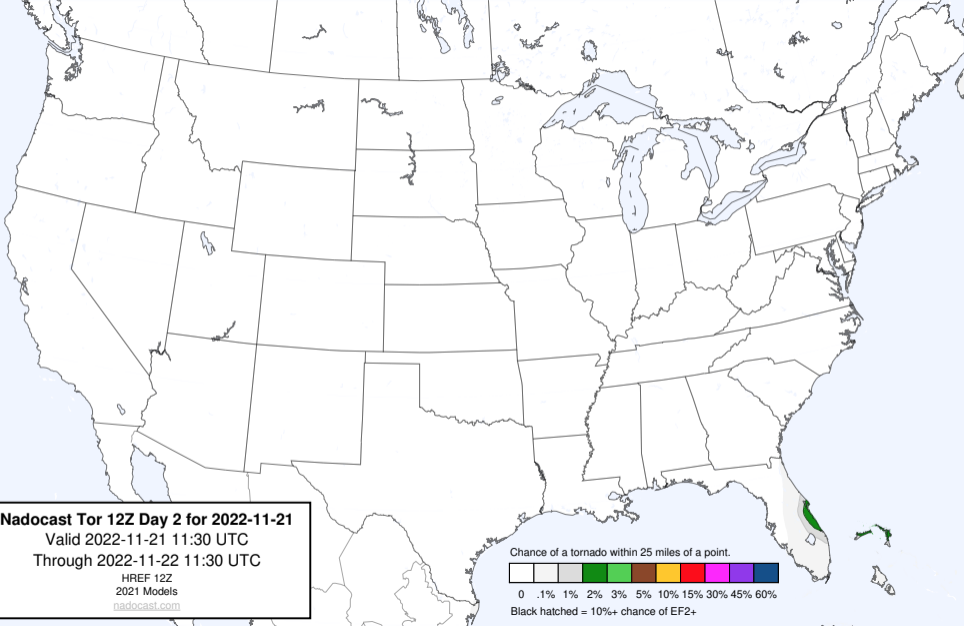 Nadocast Tor 12Z Day 2 for 2022-11-21
Valid 2022-11-21 11:30 UTC
Through 2022-11-22 11:30 UTC
HREF 12Z
2021 Models
nadocast.com
Chance of a tornado within 25 miles of a point.
0 .1% 1% 2% 3% 5% 10% 15% 30% 45% 60%
Black hatched = 10%+ chance of EF2+